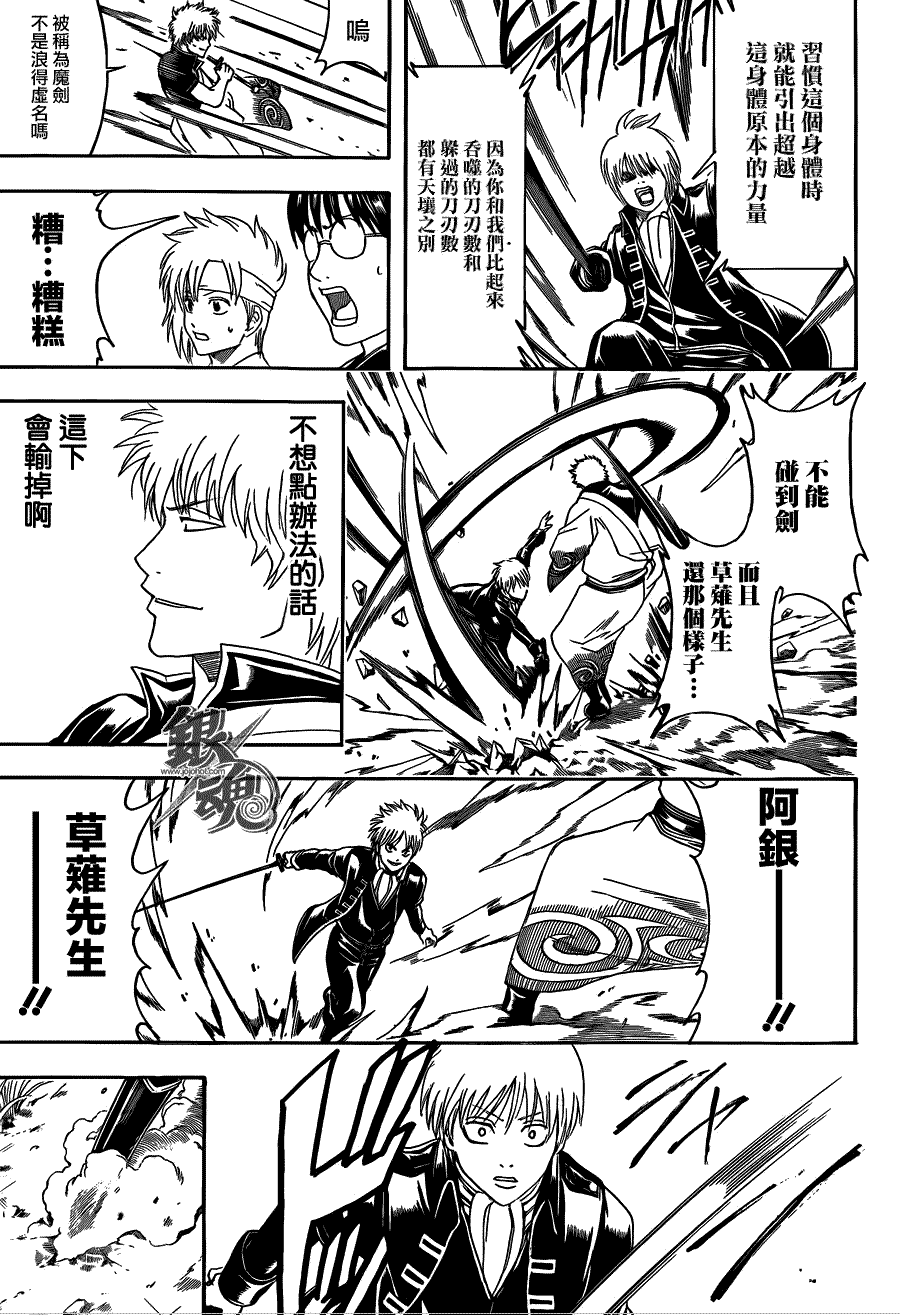 習慣這個身體時
就能引出超越
這身體原本的力量
因為你和我們比起來
吞噬的刀刃數和
躲過的刀刃數
都有天壤之別
嗚
被稱為魔劍
不是浪得虛名嗎
糟…糟糕
不能
碰到劍
而且
草薙先生
還那個樣子…
不想點辦法的話
這下
會輸掉啊
銀魂
www.jojohot.com
阿銀——!!
草薙先生——!!